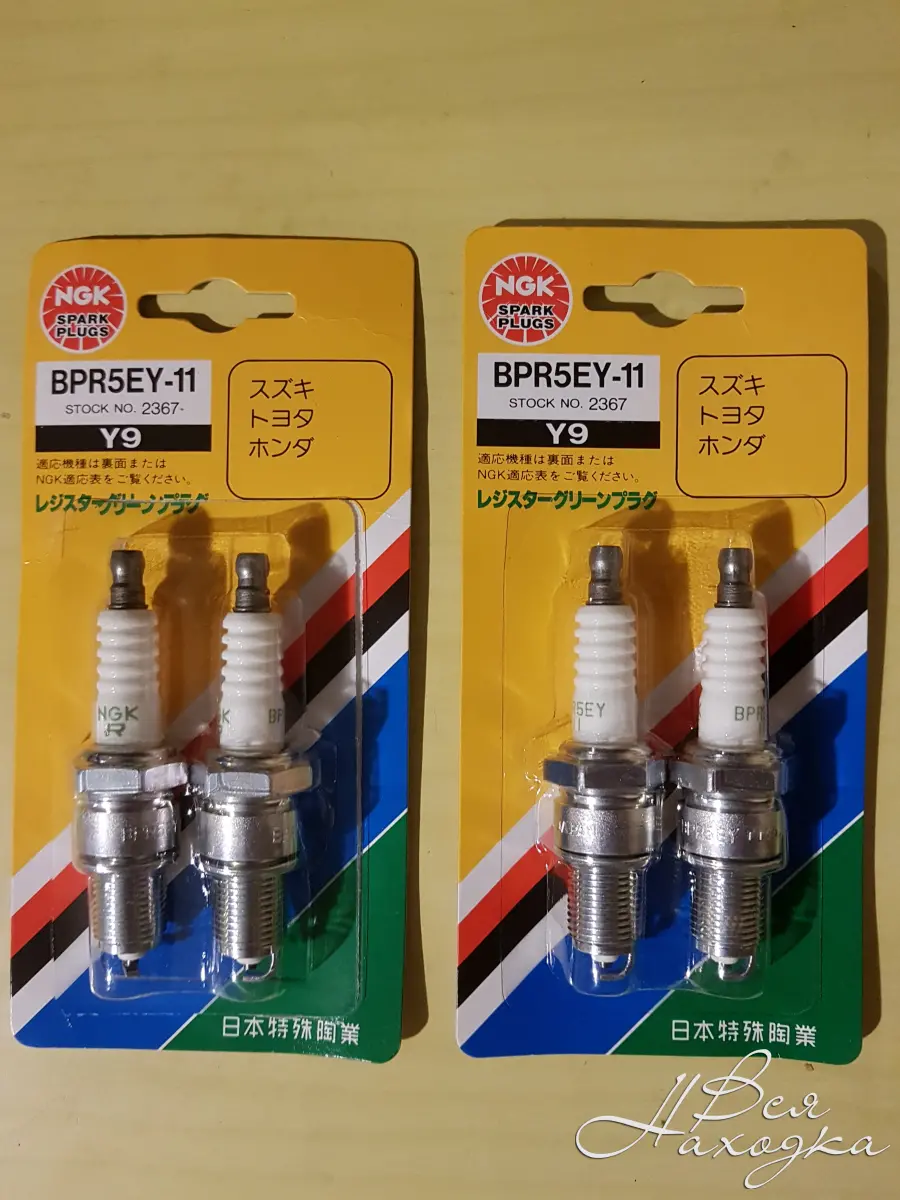 NGK
SPARK
PLUGS
BPR5EY-11
STOCK NO. 2367-
Y9
スズキ
トヨタ
ホンダ
適応機種は裏面または
NGK適応表をご覧ください。
レジスターグリーンプラグ
NGK
R
日本特殊陶業
NGK
SPARK
PLUGS
BPR5EY-11
STOCK NO. 2367
Y9
スズキ
トヨタ
ホンダ
適応機種は裏面または
NGK適応表をご覧ください。
レジスターグリーンプラグ
5EY
BPR
日本特殊陶業
Вся
Находка